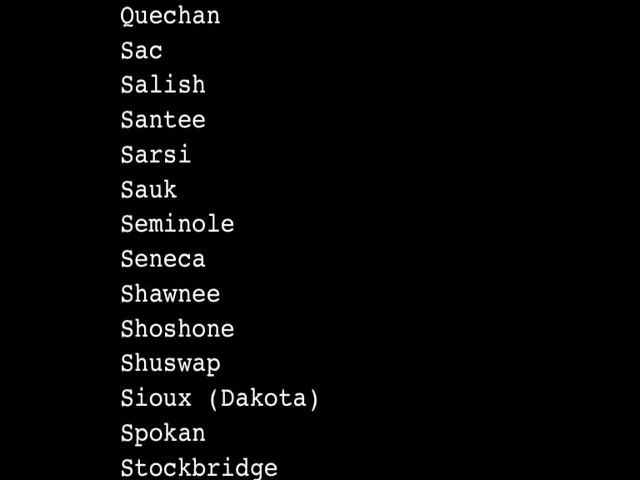 Quechan
Sac
Salish
Santee
Sarsi
Sauk
Seminole
Seneca
Shawnee
Shoshone
Shuswap
Sioux (Dakota)
Spokan
Stockbridge